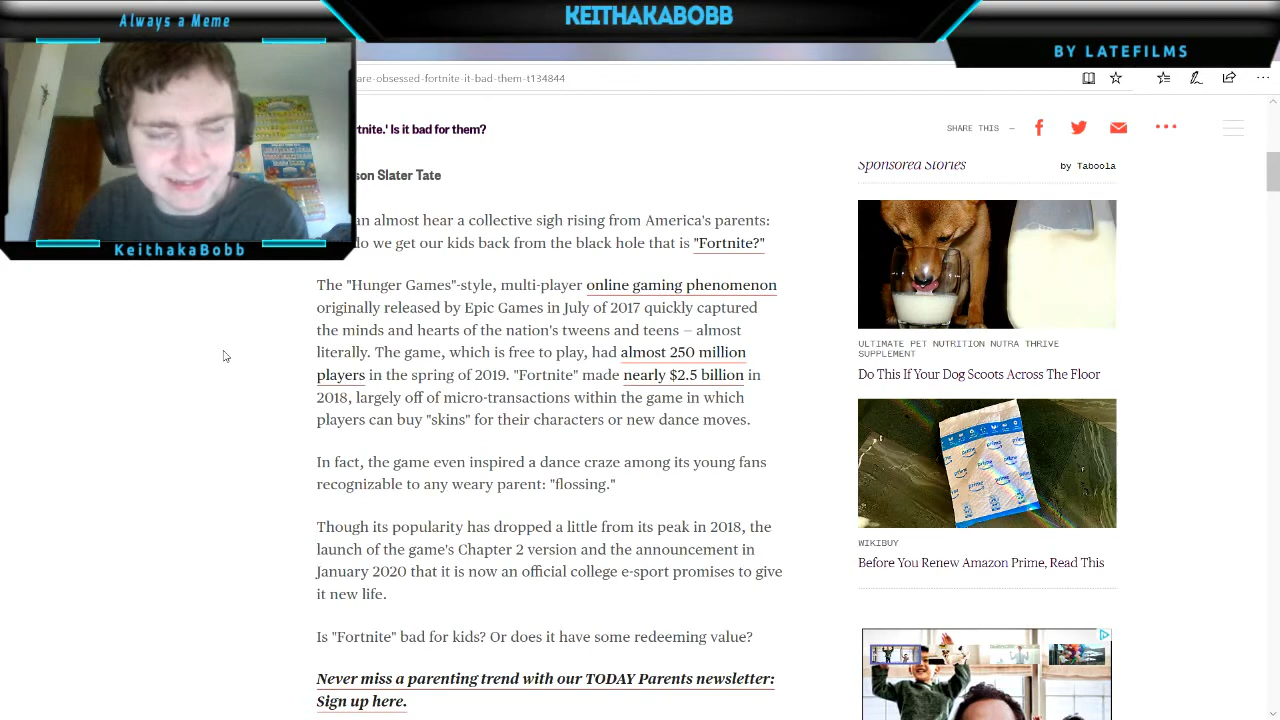 Always a Meme
KEITHAKABOBB
BY LATEFILMS
KeithakaBobb
are-obsessed-fortnite-it-bad-them-t134844
tnite.' Is it bad for them?
SHARE THIS —
son Slater Tate
an almost hear a collective sigh rising from America's parents:
do we get our kids back from the black hole that is "Fortnite?"
The "Hunger Games"-style, multi-player online gaming phenomenon
originally released by Epic Games in July of 2017 quickly captured
the minds and hearts of the nation's tweens and teens — almost
literally. The game, which is free to play, had almost 250 million
players in the spring of 2019. "Fortnite" made nearly $2.5 billion in
2018, largely off of micro-transactions within the game in which
players can buy "skins" for their characters or new dance moves.
In fact, the game even inspired a dance craze among its young fans
recognizable to any weary parent: "flossing."
Though its popularity has dropped a little from its peak in 2018, the
launch of the game's Chapter 2 version and the announcement in
January 2020 that it is now an official college e-sport promises to give
it new life.
Is "Fortnite" bad for kids? Or does it have some redeeming value?
Never miss a parenting trend with our TODAY Parents newsletter:
Sign up here.
Sponsored Stories
by Taboola
ULTIMATE PET NUTRITION NUTRA THRIVE
SUPPLEMENT
Do This If Your Dog Scoots Across The Floor
prime
WIKIBUY
Before You Renew Amazon Prime, Read This